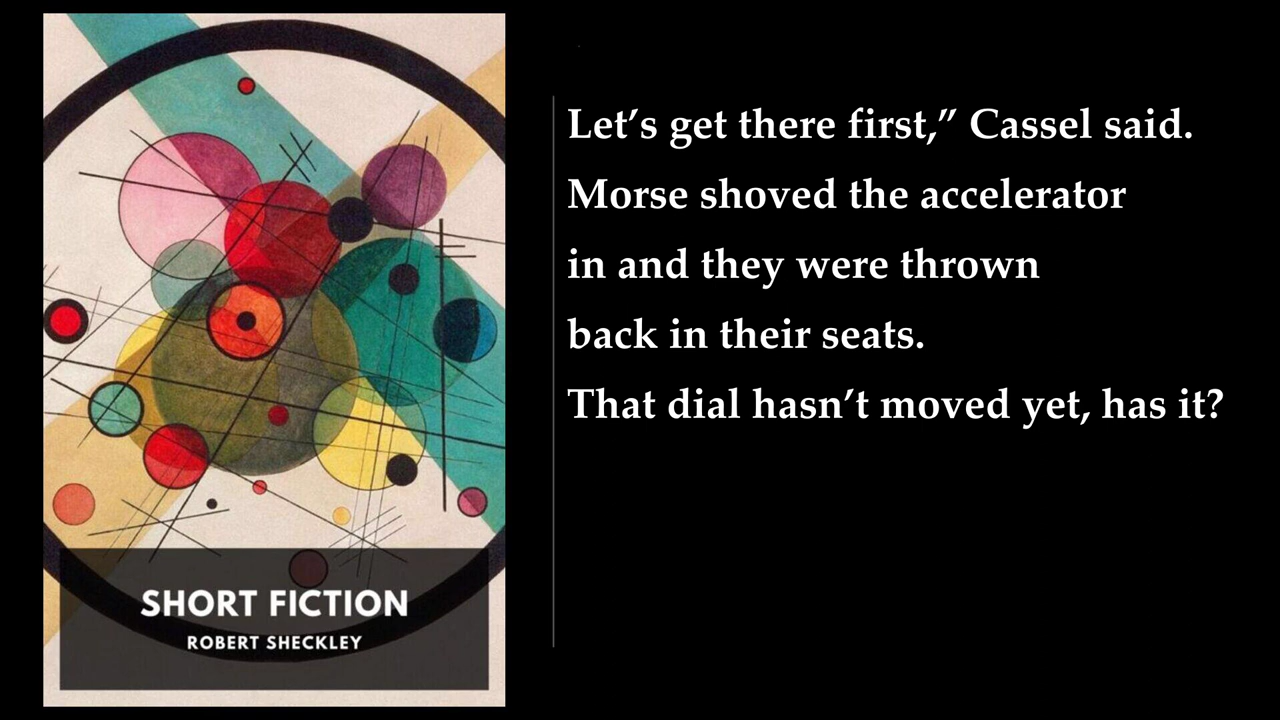 Let’s get there first,” Cassel said.
Morse shoved the accelerator
in and they were thrown
back in their seats.
That dial hasn’t moved yet, has it?
SHORT FICTION
ROBERT SHECKLEY